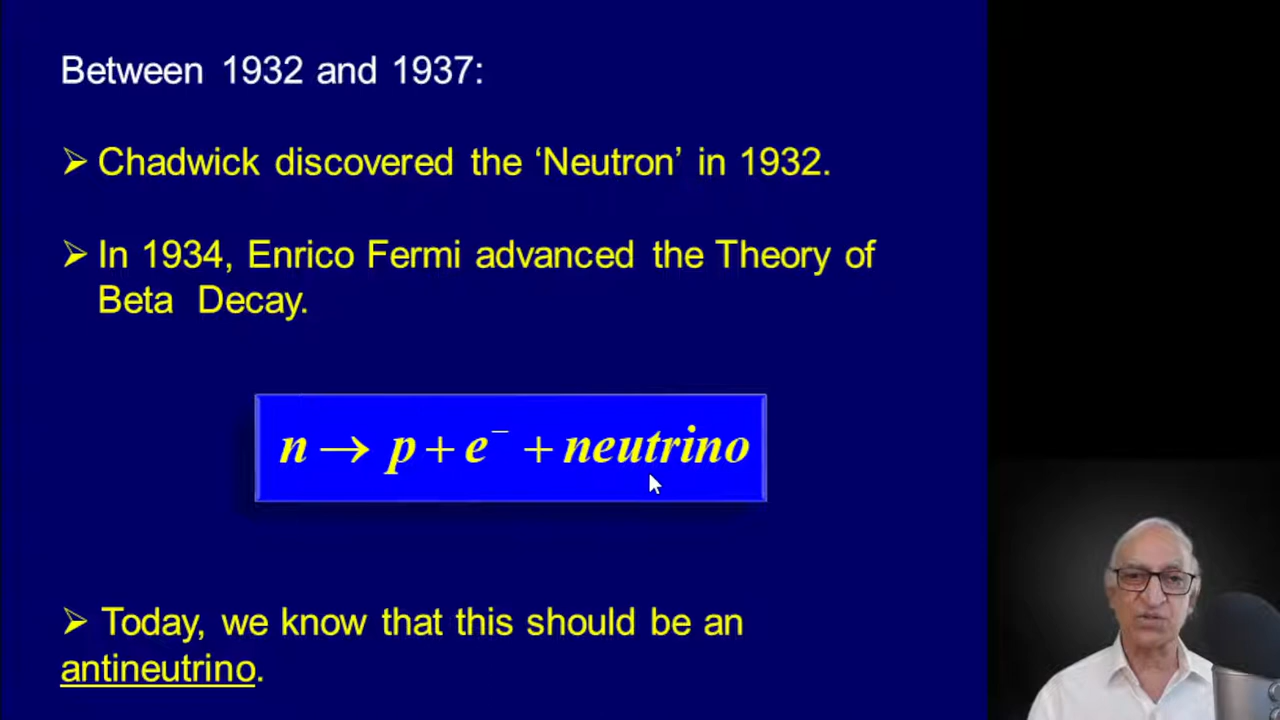 Between 1932 and 1937:
➢ Chadwick discovered the ‘Neutron’ in 1932.
➢ In 1934, Enrico Fermi advanced the Theory of
Beta Decay.
n → p + e⁻ + neutrino
➢ Today, we know that this should be an
antineutrino.